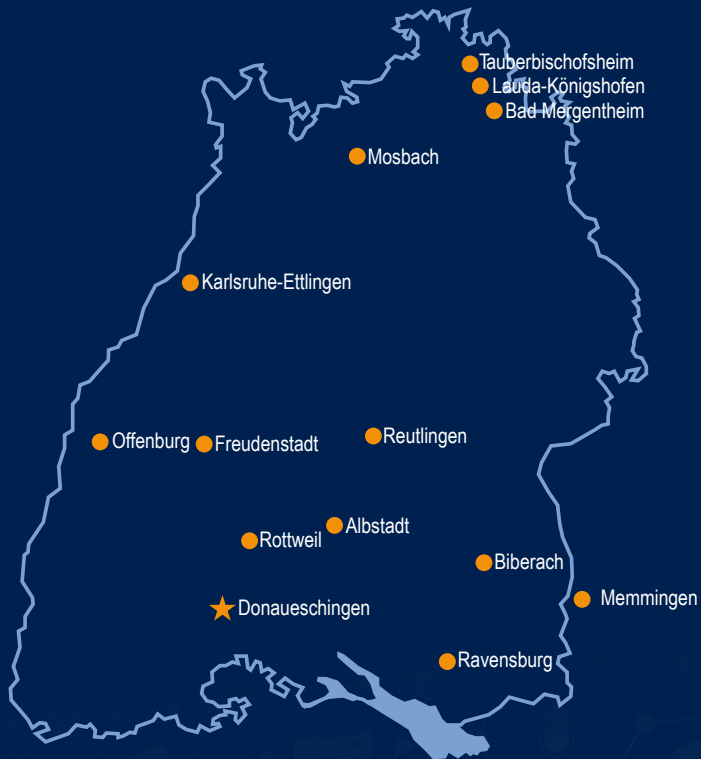 Tauberbischofsheim
Lauda-Königshofen
Bad Mergentheim
Mosbach
Karlsruhe-Ettlingen
Offenburg
Freudenstadt
Reutlingen
Albstadt
Rottweil
Biberach
Memmingen
Donaueschingen
Ravensburg